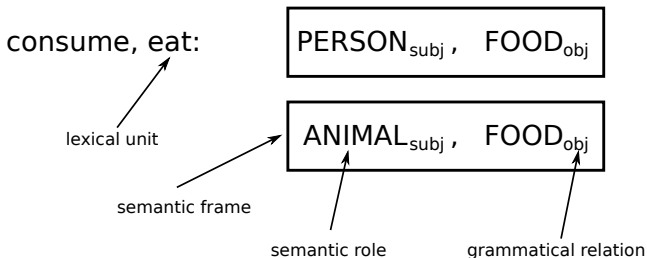 consume, eat: PERSONsubj , FOODobj
lexical unit
ANIMALsubj , FOODobj
semantic frame
semantic role
grammatical relation